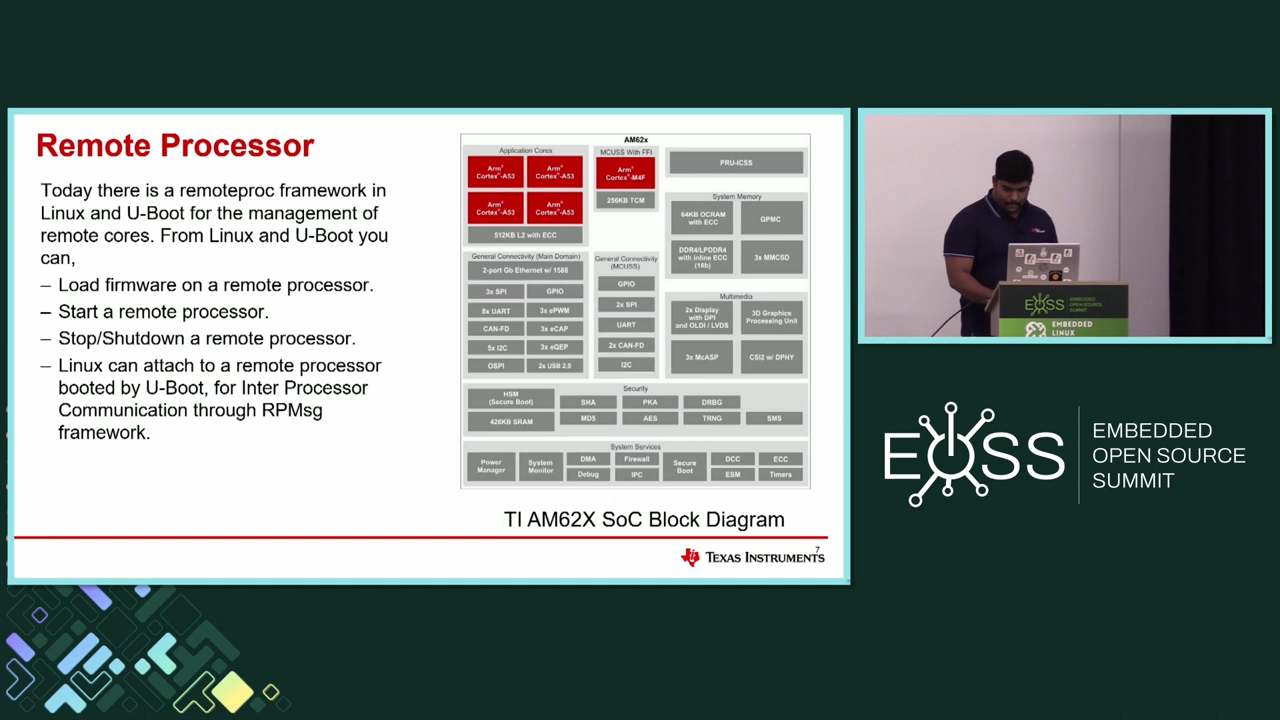 Remote Processor
Today there is a remoteproc framework in
Linux and U-Boot for the management of
remote cores. From Linux and U-Boot you
can,
– Load firmware on a remote processor.
– Start a remote processor.
– Stop/Shutdown a remote processor.
– Linux can attach to a remote processor
booted by U-Boot, for Inter Processor
Communication through RPMsg
framework.
AM62x
Application Cores
Arm®
Cortex®-A53
Arm®
Cortex®-A53
Arm®
Cortex®-A53
Arm®
Cortex®-A53
512KB L2 with ECC
MCUSS With FFI
Arm®
Cortex®-M4F
256KB TCM
PRU-ICSS
System Memory
64KB OCRAM
with ECC
GPMC
DDR4/LPDDR4
with inline ECC
(16b)
3x MMCSD
General Connectivity (Main Domain)
2-port Gb Ethernet w/ 1588
3x SPI
GPIO
8x UART
3x ePWM
CAN-FD
3x eCAP
5x I2C
3x eQEP
OSPI
2x USB 2.0
General Connectivity
(MCUSS)
GPIO
2x SPI
UART
2x CAN-FD
I2C
Multimedia
2x Display
with DPI
and OLDI / LVDS
3D Graphics
Processing Unit
3x McASP
CSI2 w/ DPHY
Security
HSM
(Secure Boot)
SHA
PKA
DRBG
426KB SRAM
MD5
AES
TRNG
SMS
System Services
Power
Manager
System
Monitor
DMA
Debug
Firewall
IPC
Secure
Boot
DCC
ESM
ECC
Timers
TI AM62X SoC Block Diagram
7
TEXAS INSTRUMENTS
EOSS
EMBEDDED
OPEN SOURCE
SUMMIT
EMBEDDED
LINUX
EOSS
EMBEDDED
OPEN SOURCE
SUMMIT